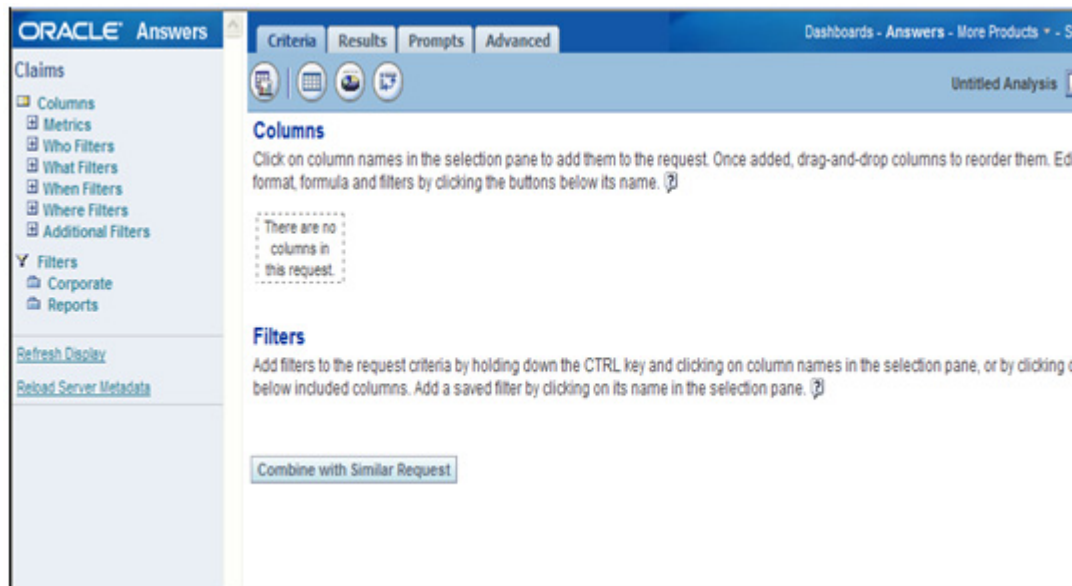 ORACLE Answers
Criteria Results Prompts Advanced
Dashboards - Answers - More Products - S
Untitled Analysis
Claims
Columns
Metrics
Who Filters
What Filters
When Filters
Where Filters
Additional Filters
Filters
Corporate
Reports
Refresh Display
Reload Server Metadata
Columns
Click on column names in the selection pane to add them to the request. Once added, drag-and-drop columns to reorder them. Ed
format, formula and filters by clicking the buttons below its name.
There are no
columns in
this request.
Filters
Add filters to the request criteria by holding down the CTRL key and clicking on column names in the selection pane, or by clicking
below included columns. Add a saved filter by clicking on its name in the selection pane.
Combine with Similar Request